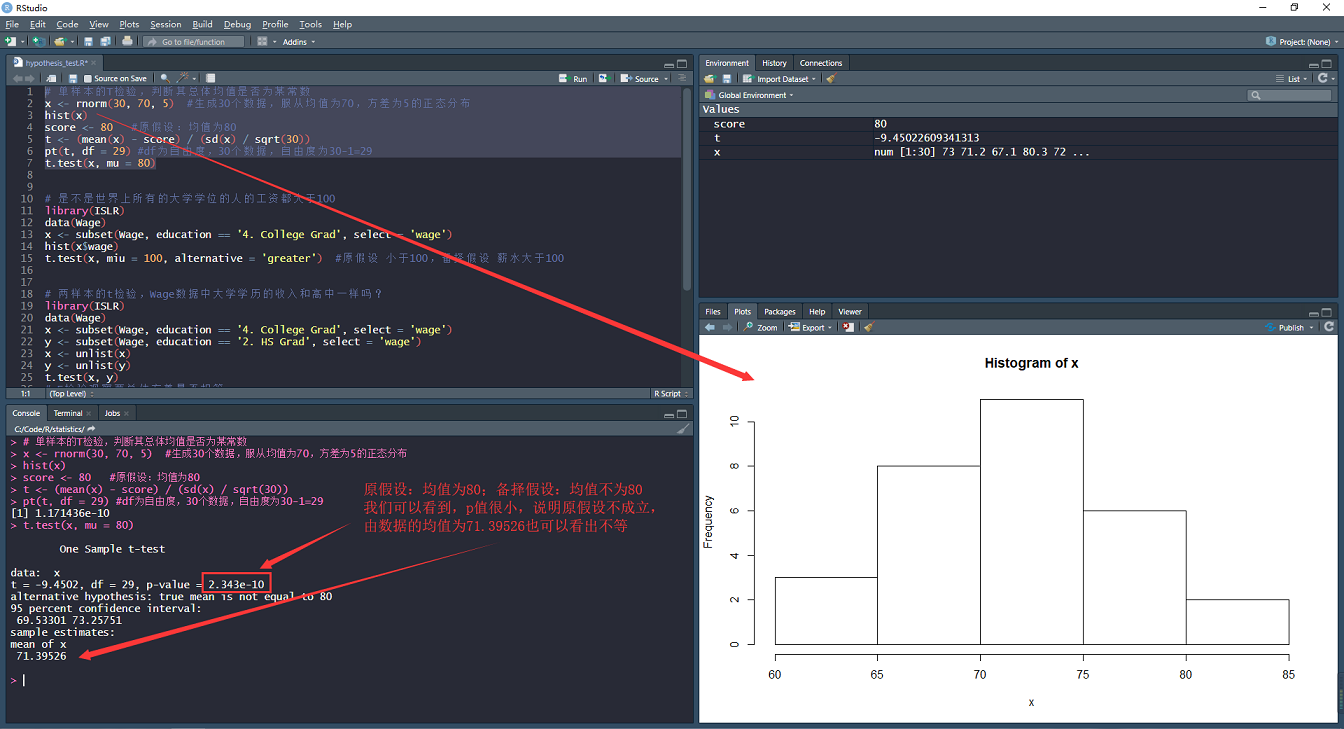 RStudio
File Edit Code View Plots Session Build Debug Profile Tools Help
Go to file/function Addins Project: (None)
hypothesis_test.R*
Source on Save Run Source
1 # 单样本的T检验，判断其总体均值是否为某常数
2 x <- rnorm(30, 70, 5)  #生成30个数据，服从均值为70，方差为5的正态分布
3 hist(x)
4 score <- 80   #原假设：均值为80
5 t <- (mean(x) - score) / (sd(x) / sqrt(30))
6 pt(t, df = 29) #df为自由度，30个数据，自由度为30-1=29
7 t.test(x, mu = 80)
8
9
10 # 是不是世界上所有的大学学位的人的工资都大于100
11 library(ISLR)
12 data(Wage)
13 x <- subset(Wage, education == '4. College Grad', select = 'wage')
14 hist(x$wage)
15 t.test(x, miu = 100, alternative = 'greater')  #原假设 小于100，备择假设 薪水大于100
16
17
18 # 两样本的t检验，Wage数据中大学学历的收入和高中一样吗？
19 library(ISLR)
20 data(Wage)
21 x <- subset(Wage, education == '4. College Grad', select = 'wage')
22 y <- subset(Wage, education == '2. HS Grad', select = 'wage')
23 x <- unlist(x)
24 y <- unlist(y)
25 t.test(x, y)
1:1 (Top Level) R Script
Console Terminal Jobs
C:/Code/R/statistics/
> # 单样本的T检验，判断其总体均值是否为某常数
> x <- rnorm(30, 70, 5)  #生成30个数据，服从均值为70，方差为5的正态分布
> hist(x)
> score <- 80   #原假设：均值为80
> t <- (mean(x) - score) / (sd(x) / sqrt(30))
> pt(t, df = 29) #df为自由度，30个数据，自由度为30-1=29
[1] 1.171436e-10
> t.test(x, mu = 80)
One Sample t-test
data:  x
t = -9.4502, df = 29, p-value = 2.343e-10
alternative hypothesis: true mean is not equal to 80
95 percent confidence interval:
69.53301 73.25751
sample estimates:
mean of x
71.39526
>
原假设：均值为80；备择假设：均值不为80
我们可以看到，p值很小，说明原假设不成立，
由数据的均值为71.39526也可以看出不等
Environment History Connections
Import Dataset List
Global Environment
Values
score 80
t -9.45022609341313
x num [1:30] 73 71.2 67.1 80.3 72 ...
Files Plots Packages Help Viewer
Zoom Export Publish
Histogram of x
Frequency
10
8
6
4
2
0
60 65 70 75 80 85
x